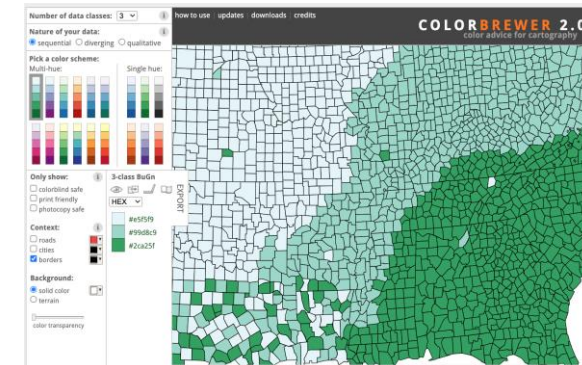 Number of data classes: 3
how to use | updates | downloads | credits
COLORBREWER 2.0
color advice for cartography
Nature of your data:
sequential diverging qualitative
Pick a color scheme:
Multi-hue: Single hue:
Only show:
colorblind safe
print friendly
photocopy safe
Context:
roads
cities
borders
Background:
solid color
terrain
color transparency
3-class BuGn
EXPORT
HEX
#e5f5f9
#99d8c9
#2ca25f